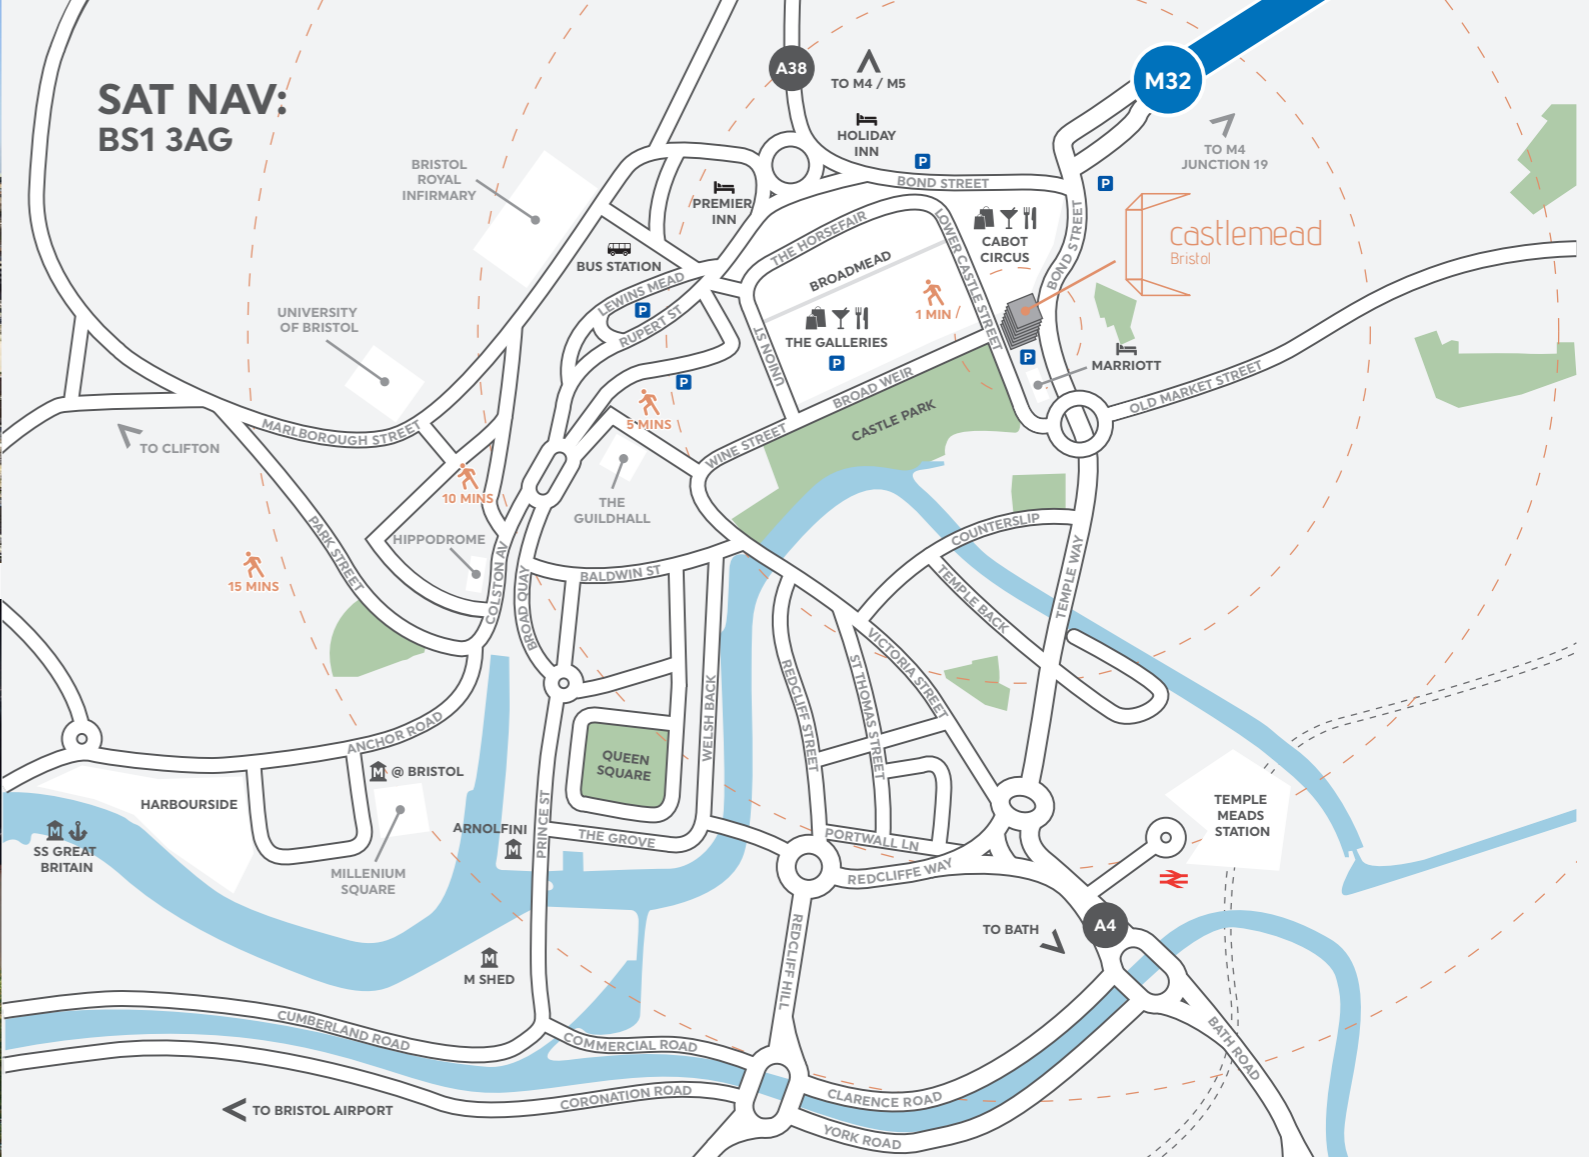 SAT NAV:
BS1 3AG
A38
TO M4 / M5
M32
TO M4
JUNCTION 19
HOLIDAY
INN
P
BOND STREET
P
BRISTOL
ROYAL
INFIRMARY
PREMIER
INN
THE HORSEFAIR
LOWER CASTLE STREET
CABOT
CIRCUS
BOND STREET
castlemead
Bristol
BUS STATION
BROADMEAD
LEWINS MEAD
P
RUPERT ST
1 MIN /
UNIVERSITY
OF BRISTOL
UNION ST
THE GALLERIES
P
P
MARRIOTT
P
BROAD WEIR
OLD MARKET STREET
5 MINS
CASTLE PARK
MARLBOROUGH STREET
TO CLIFTON
WINE STREET
10 MINS
THE
GUILDHALL
PARK STREET
HIPPODROME
COUNTERSLIP
15 MINS
COLSTON AV
BROAD QUAY
BALDWIN ST
TEMPLE WAY
TEMPLE BACK
VICTORIA STREET
ST THOMAS STREET
REDCLIFF STREET
WELSH BACK
ANCHOR ROAD
M
@ BRISTOL
QUEEN
SQUARE
HARBOURSIDE
PRINCE ST
ARNOLFINI
M
THE GROVE
TEMPLE
MEADS
STATION
M
SS GREAT
BRITAIN
MILLENIUM
SQUARE
PORTWALL LN
REDCLIFFE WAY
A4
TO BATH
M
M SHED
REDCLIFF HILL
CUMBERLAND ROAD
COMMERCIAL ROAD
BATH ROAD
CORONATION ROAD
CLARENCE ROAD
TO BRISTOL AIRPORT
YORK ROAD